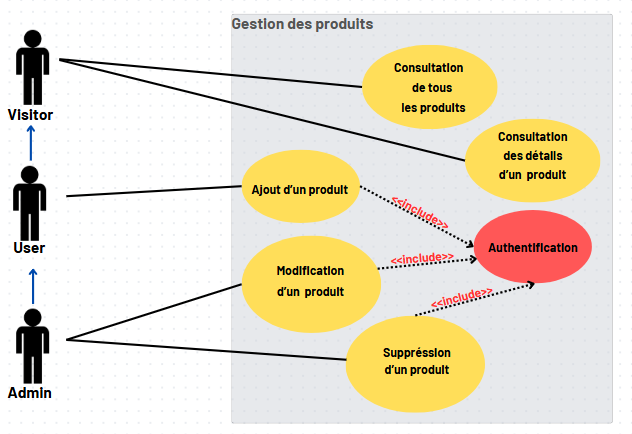 Gestion des produits
Visitor
Consultation
de tous
les produits
Consultation
des détails
d'un produit
Ajout d'un produit
<<include>>
User
Authentification
Modification
d'un produit
<<include>>
<<include>>
Suppréssion
d'un produit
Admin